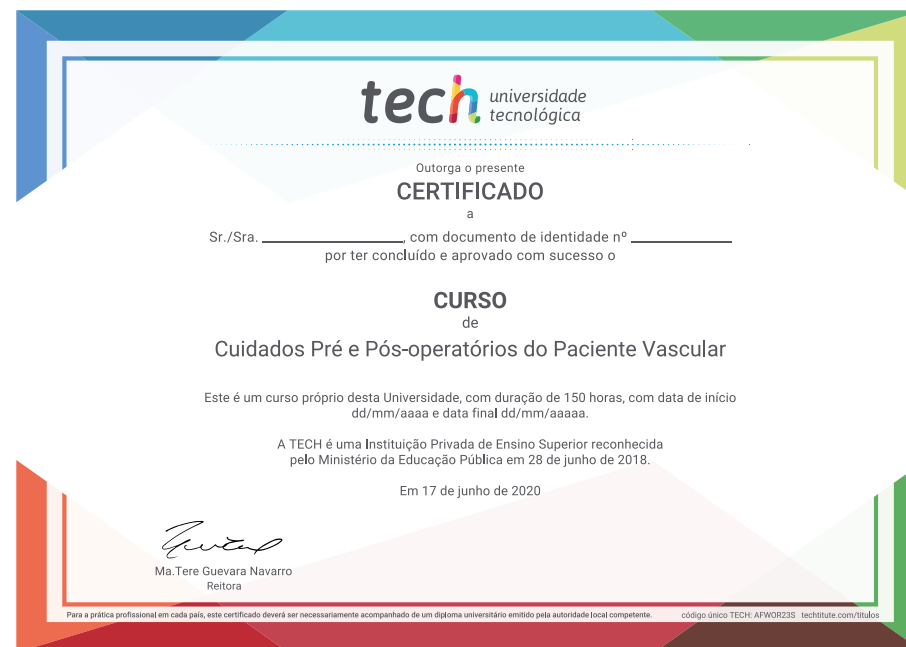 tech universidade
tecnológica
Outorga o presente
CERTIFICADO
a
Sr./Sra. ____________________, com documento de identidade nº ______________
por ter concluído e aprovado com sucesso o
CURSO
de
Cuidados Pré e Pós-operatórios do Paciente Vascular
Este é um curso próprio desta Universidade, com duração de 150 horas, com data de início
dd/mm/aaaa e data final dd/mm/aaaaa.
A TECH é uma Instituição Privada de Ensino Superior reconhecida
pelo Ministério da Educação Pública em 28 de junho de 2018.
Em 17 de junho de 2020
Ma.Tere Guevara Navarro
Reitora
Para a prática profissional em cada país, este certificado deverá ser necessariamente acompanhado de um diploma universitário emitido pela autoridade local competente. código único TECH: AFWOR23S techtitute.com/titulos